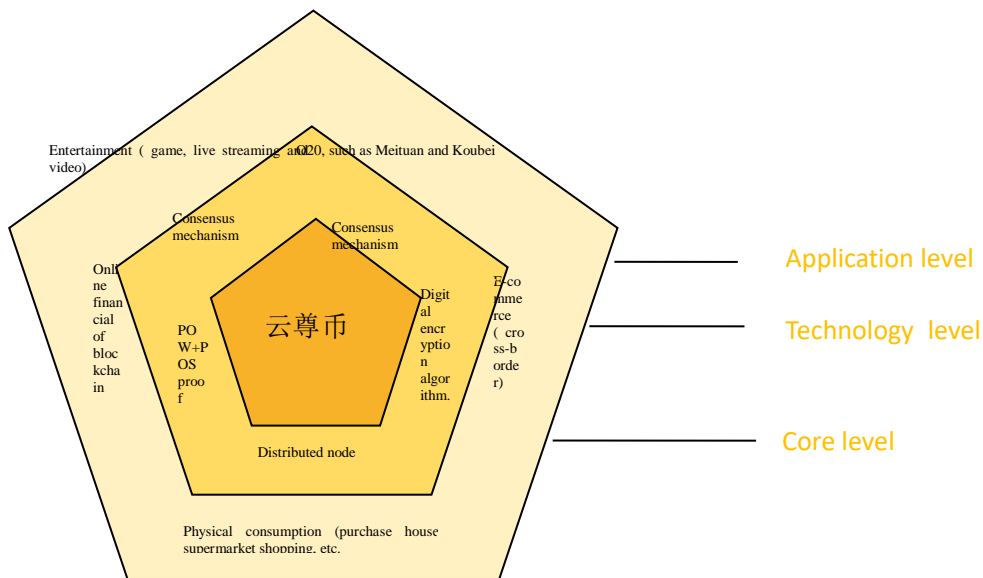 Entertainment ( game, live streaming and
video)
O2O, such as Meituan and Koubei
Consensus
mechanism
Consensus
mechanism
Onli
ne
finan
cial
of
bloc
kcha
in
PO
W+P
OS
proo
f
云尊币
Digit
al
encr
yptio
n
algor
ithm.
E-co
mme
rce
( cro
ss-b
orde
r)
Distributed node
Physical consumption (purchase house
supermarket shopping, etc.
Application level
Technology level
Core level